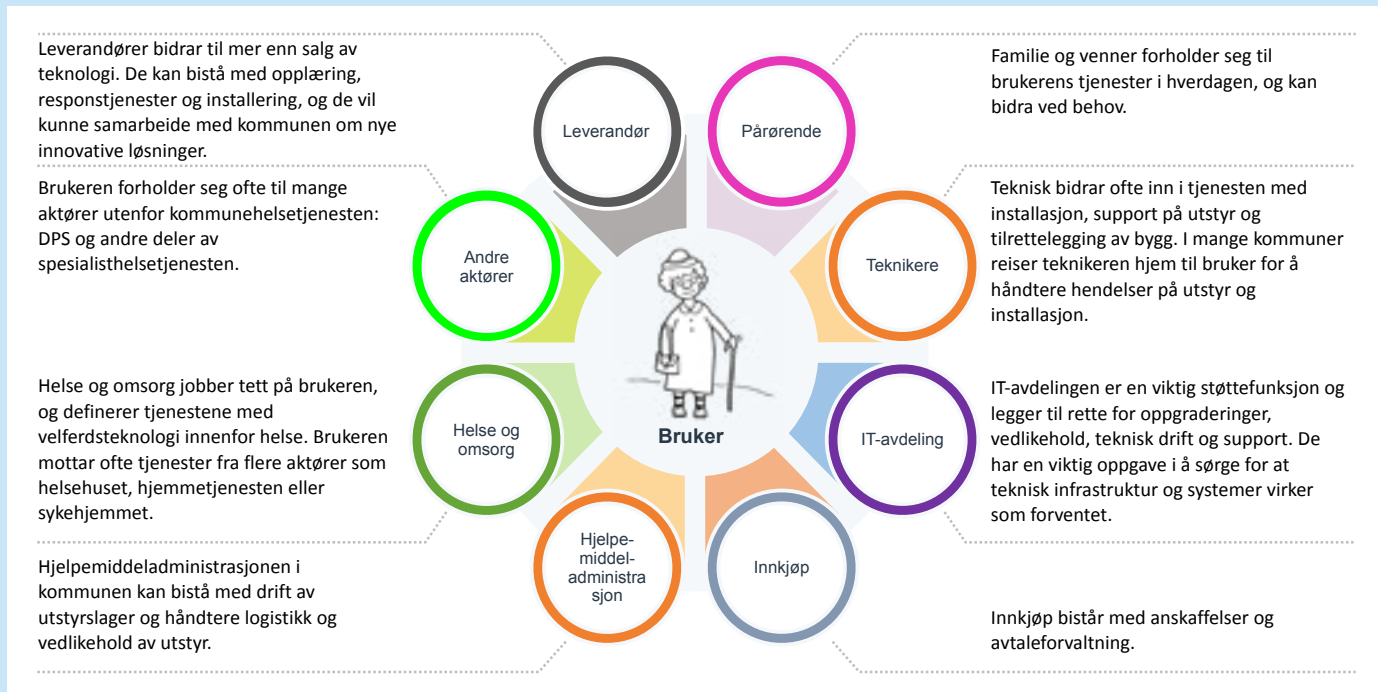 Leverandører bidrar til mer enn salg av
teknologi. De kan bistå med opplæring,
responstjenester og installering, og de vil
kunne samarbeide med kommunen om nye
innovative løsninger.
Brukeren forholder seg ofte til mange
aktører utenfor kommunehelsetjenesten:
DPS og andre deler av
spesialisthelsetjenesten.
Helse og omsorg jobber tett på brukeren,
og definerer tjenestene med
velferdsteknologi innenfor helse. Brukeren
mottar ofte tjenester fra flere aktører som
helsehuset, hjemmetjenesten eller
sykehjemmet.
Hjelpemiddeladministrasjonen i
kommunen kan bistå med drift av
utstyrslager og håndtere logistikk og
vedlikehold av utstyr.
Leverandør
Pårørende
Andre
aktører
Teknikere
Helse og
omsorg
Bruker
IT-avdeling
Hjelpe-
middel-
administra
sjon
Innkjøp
Familie og venner forholder seg til
brukerens tjenester i hverdagen, og kan
bidra ved behov.
Teknisk bidrar ofte inn i tjenesten med
installasjon, support på utstyr og
tilrettelegging av bygg. I mange kommuner
reiser teknikeren hjem til bruker for å
håndtere hendelser på utstyr og
installasjon.
IT-avdelingen er en viktig støttefunksjon og
legger til rette for oppgraderinger,
vedlikehold, teknisk drift og support. De
har en viktig oppgave i å sørge for at
teknisk infrastruktur og systemer virker
som forventet.
Innkjøp bistår med anskaffelser og
avtaleforvaltning.